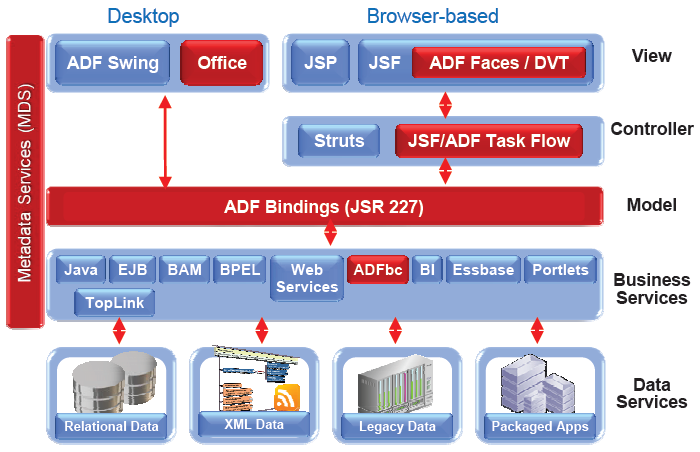 Desktop
Browser-based
ADF Swing
Office
JSP
JSF
ADF Faces / DVT
View
Metadata Services (MDS)
Struts
JSF/ADF Task Flow
Controller
ADF Bindings (JSR 227)
Model
Java
EJB
BAM
BPEL
Web
Services
ADFbc
BI
Essbase
Portlets
TopLink
Business
Services
Relational Data
XML Data
Legacy Data
Packaged Apps
Data
Services